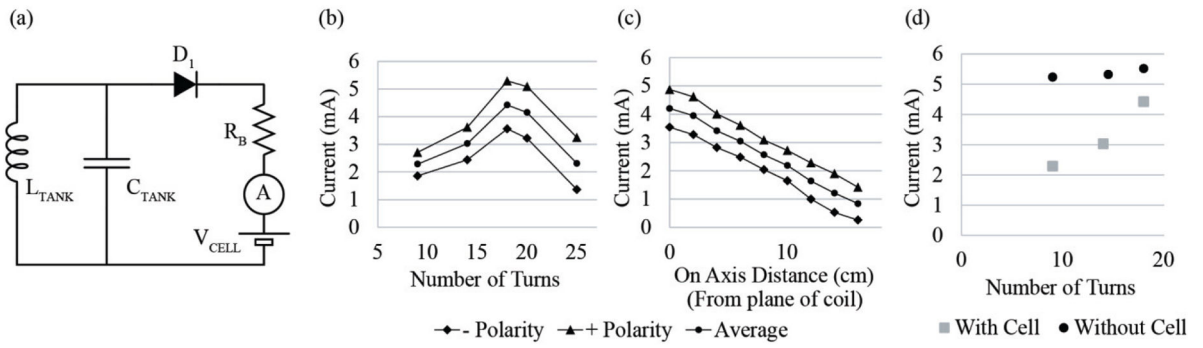 (a)
D1
RB
LTANK
CTANK
A
VCELL
(b)
Current (mA)
6
5
4
3
2
1
0
5 10 15 20 25
Number of Turns
(c)
Current (mA)
6
5
4
3
2
1
0
0 10
On Axis Distance (cm)
(From plane of coil)
- Polarity + Polarity Average
(d)
Current (mA)
6
5
4
3
2
1
0
0 10 20
Number of Turns
With Cell Without Cell